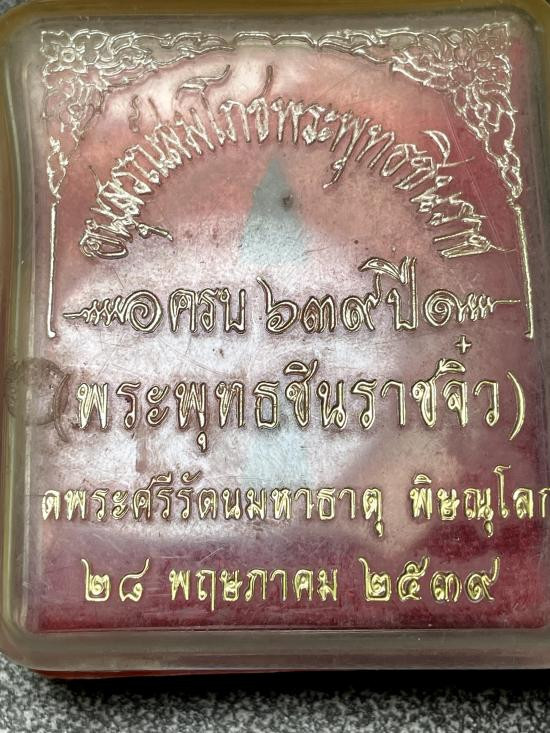 อนุสรณ์สมโภชพระพุทธชินราช
ครบ ๖๓๙ ปี
(พระพุทธชินราชจิ๋ว)
ดพระศรีรัตนมหาธาตุ พิษณุโลก
๒๘ พฤษภาคม ๒๕๓๙